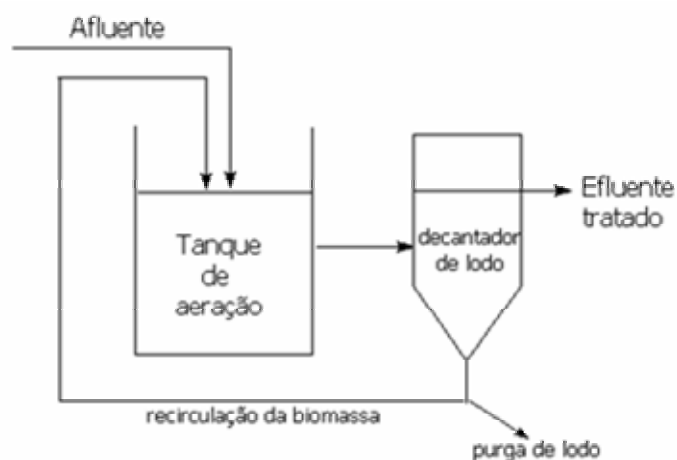 Afluente
Tanque
de
aeração
decantador
de lodo
Efluente
tratado
recirculação da biomassa
purga de lodo